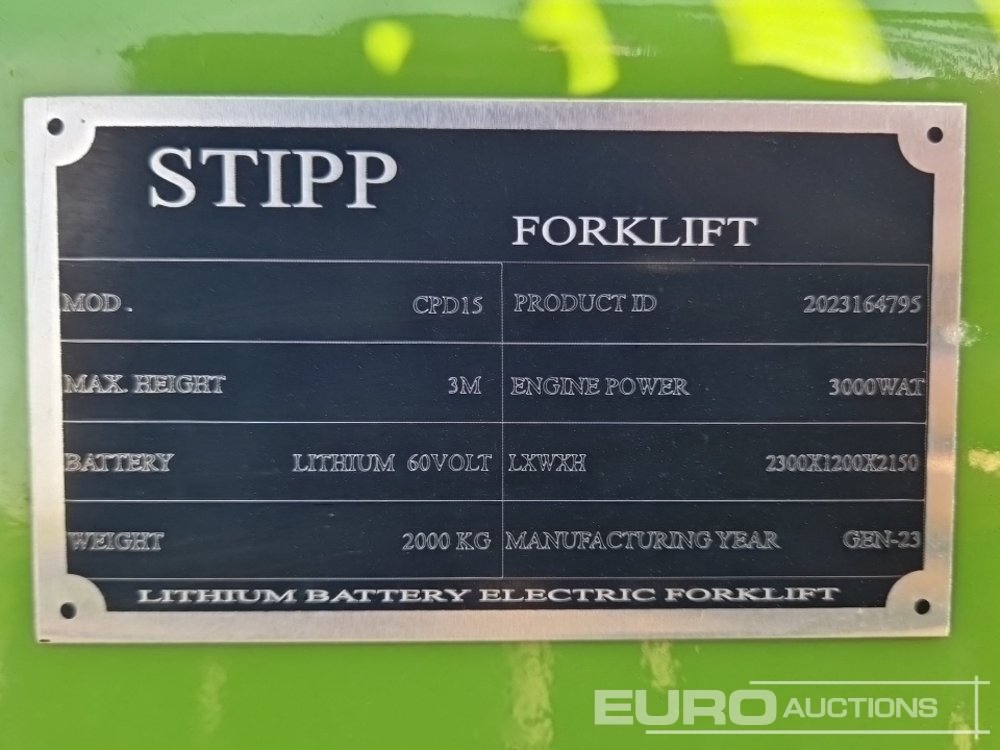 STIPP
FORKLIFT
MOD. CPD15 PRODUCT ID 2023164795
MAX. HEIGHT 3M ENGINE POWER 3000WAT
BATTERY LITHIUM 60VOLT LXWXH 2300X1200X2150
WEIGHT 2000 KG MANUFACTURING YEAR GEN-23
LITHIUM BATTERY ELECTRIC FORKLIFT
EURO AUCTIONS